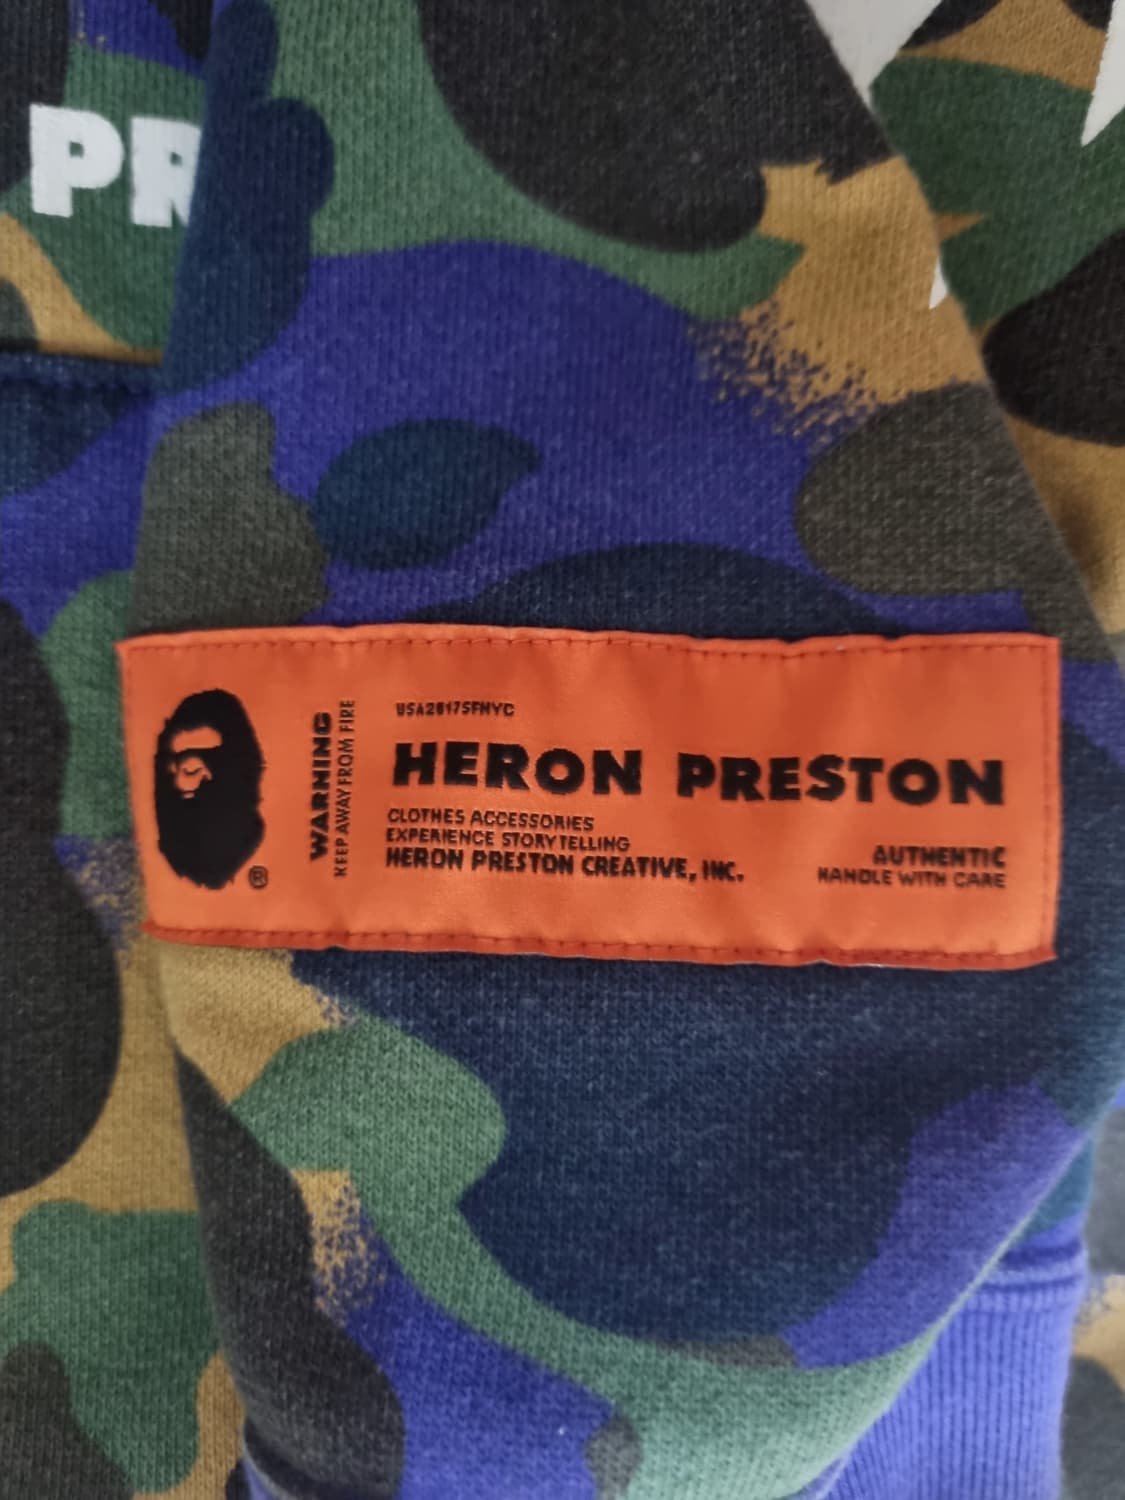 PR
WARNING
KEEP AWAY FROM FIRE
USA2017SFNYC
HERON PRESTON
CLOTHES ACCESSORIES
EXPERIENCE STORYTELLING
HERON PRESTON CREATIVE, INC.
AUTHENTIC
HANDLE WITH CARE
®